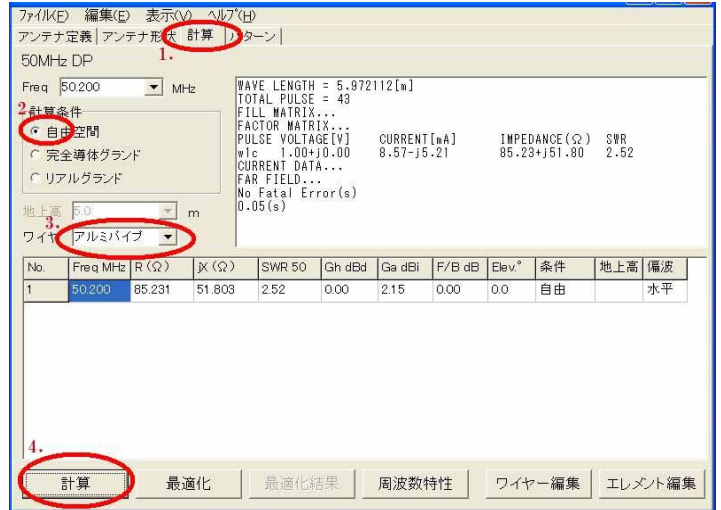 ファイル(F) 編集(E) 表示(V) ヘルプ(H)
アンテナ定義 アンテナ形状 計算 パターン
1.
50MHz DP
Freq 50.200 MHz
2.
計算条件
自由空間
完全導体グランド
リアルグランド
地上高 5.0 m
3.
ワイヤ アルミパイプ
WAVE LENGTH = 5.972112[m]
TOTAL PULSE = 43
FILL MATRIX...
FACTOR MATRIX...
PULSE VOLTAGE[V] CURRENT[mA] IMPEDANCE(Ω) SWR
w1c 1.00+j0.00 8.57-j5.21 85.23+j51.80 2.52
CURRENT DATA...
FAR FIELD...
No Fatal Error(s)
0.05(s)
No. Freq MHz R (Ω) jX (Ω) SWR 50 Gh dBd Ga dBi F/B dB Elev.° 条件 地上高 偏波
1 50.200 85.231 51.803 2.52 0.00 2.15 0.00 0.0 自由 水平
4.
計算 最適化 最適化結果 周波数特性 ワイヤー編集 エレメント編集